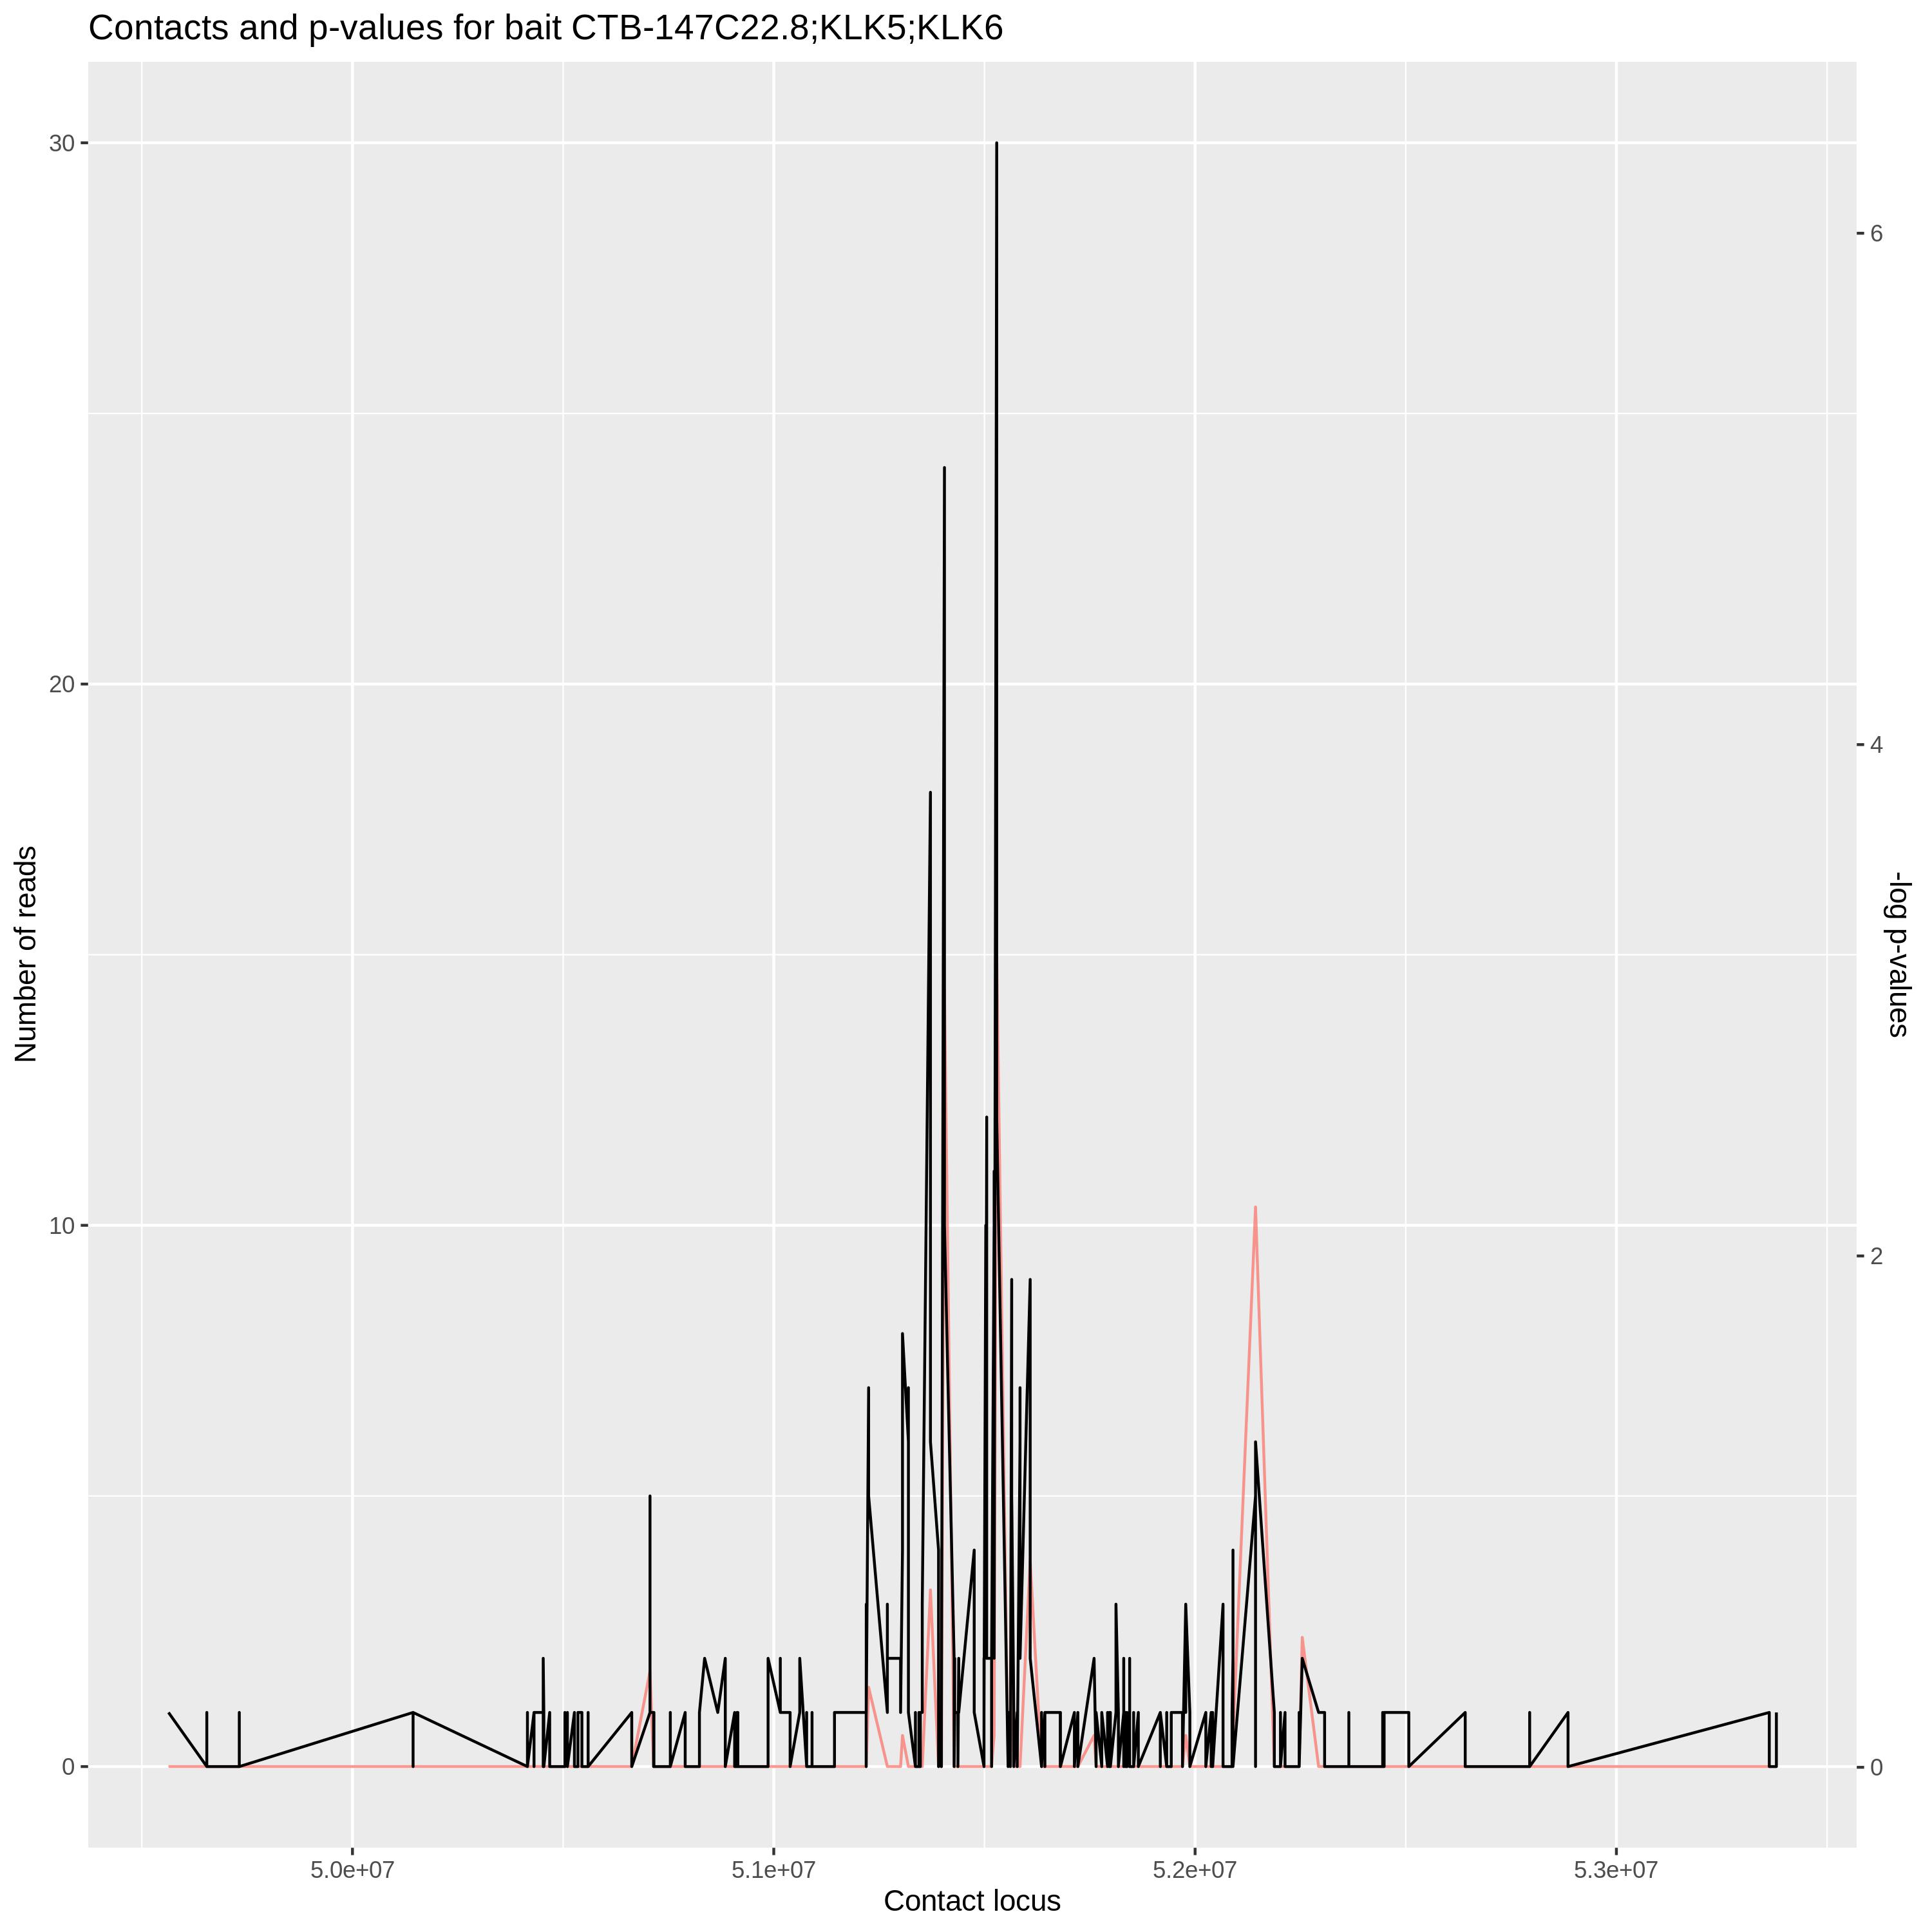 Contacts and p-values for bait CTB-147C22.8;KLK5;KLK6
30
20
10
0
Number of reads
6
4
2
0
-log p-values
5.0e+07
5.1e+07
5.2e+07
5.3e+07
Contact locus